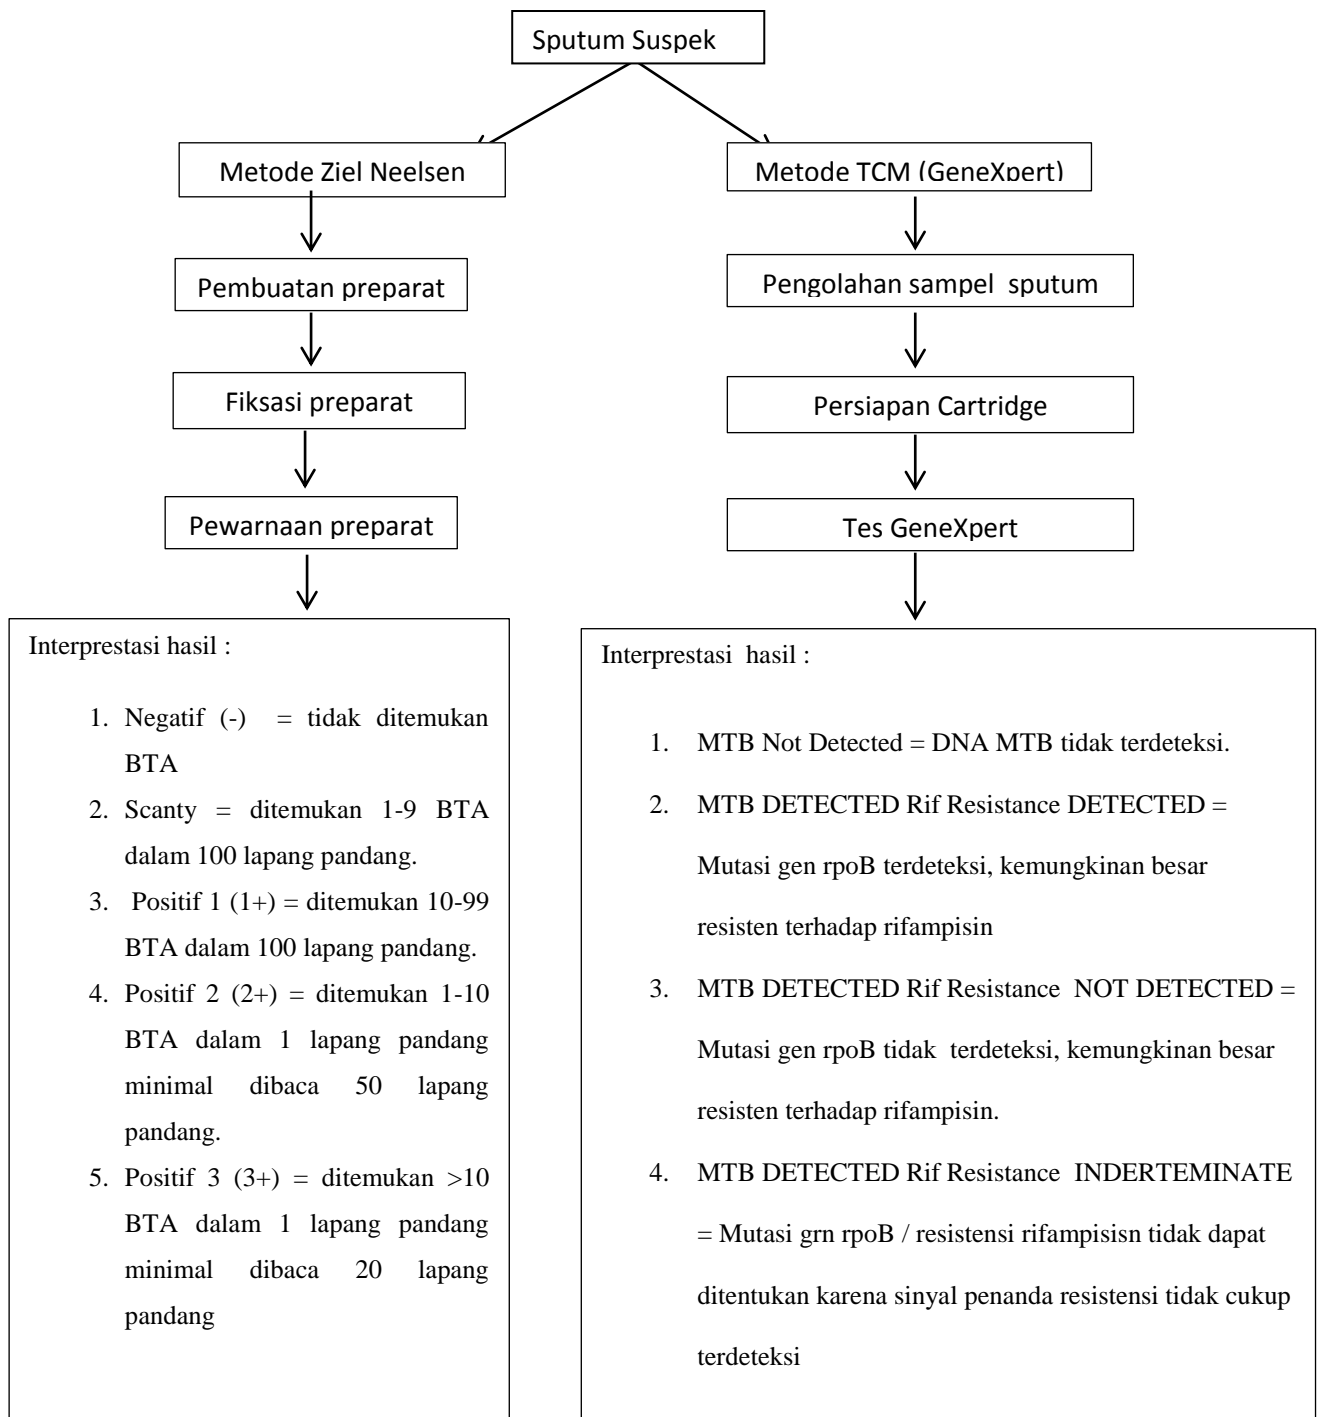 Sputum Suspek
Metode Ziel Neelsen
Metode TCM (GeneXpert)
Pembuatan preparat
Pengolahan sampel sputum
Fiksasi preparat
Persiapan Cartridge
Pewarnaan preparat
Tes GeneXpert
Interprestasi hasil :
1. Negatif (-) = tidak ditemukan
BTA
2. Scanty = ditemukan 1-9 BTA
dalam 100 lapang pandang.
3. Positif 1 (1+) = ditemukan 10-99
BTA dalam 100 lapang pandang.
4. Positif 2 (2+) = ditemukan 1-10
BTA dalam 1 lapang pandang
minimal dibaca 50 lapang
pandang.
5. Positif 3 (3+) = ditemukan >10
BTA dalam 1 lapang pandang
minimal dibaca 20 lapang
pandang
Interprestasi hasil :
1. MTB Not Detected = DNA MTB tidak terdeteksi.
2. MTB DETECTED Rif Resistance DETECTED =
Mutasi gen rpoB terdeteksi, kemungkinan besar
resisten terhadap rifampisin
3. MTB DETECTED Rif Resistance NOT DETECTED =
Mutasi gen rpoB tidak terdeteksi, kemungkinan besar
resisten terhadap rifampisin.
4. MTB DETECTED Rif Resistance INDERTEMINATE
= Mutasi grn rpoB / resistensi rifampisisn tidak dapat
ditentukan karena sinyal penanda resistensi tidak cukup
terdeteksi